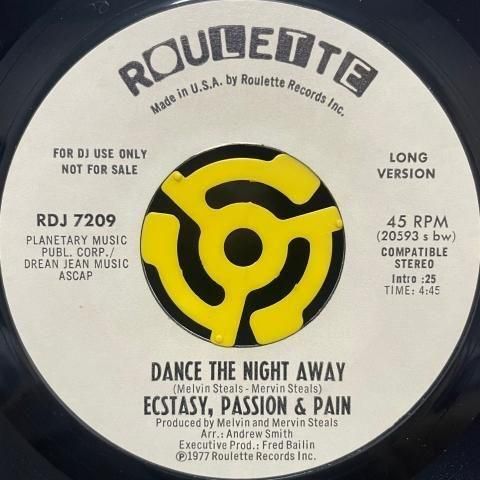 ROULETTE
Made in U.S.A. by Roulette Records Inc.
FOR DJ USE ONLY
NOT FOR SALE
LONG
VERSION
RDJ 7209
PLANETARY MUSIC
PUBL. CORP./
DREAN JEAN MUSIC
ASCAP
45 RPM
(20593 s bw)
COMPATIBLE
STEREO
Intro :25
TIME: 4:45
DANCE THE NIGHT AWAY
(Melvin Steals - Mervin Steals)
ECSTASY, PASSION & PAIN
Produced by Melvin and Mervin Steals
Arr.: Andrew Smith
Executive Prod.: Fred Bailin
Ⓟ1977 Roulette Records Inc.